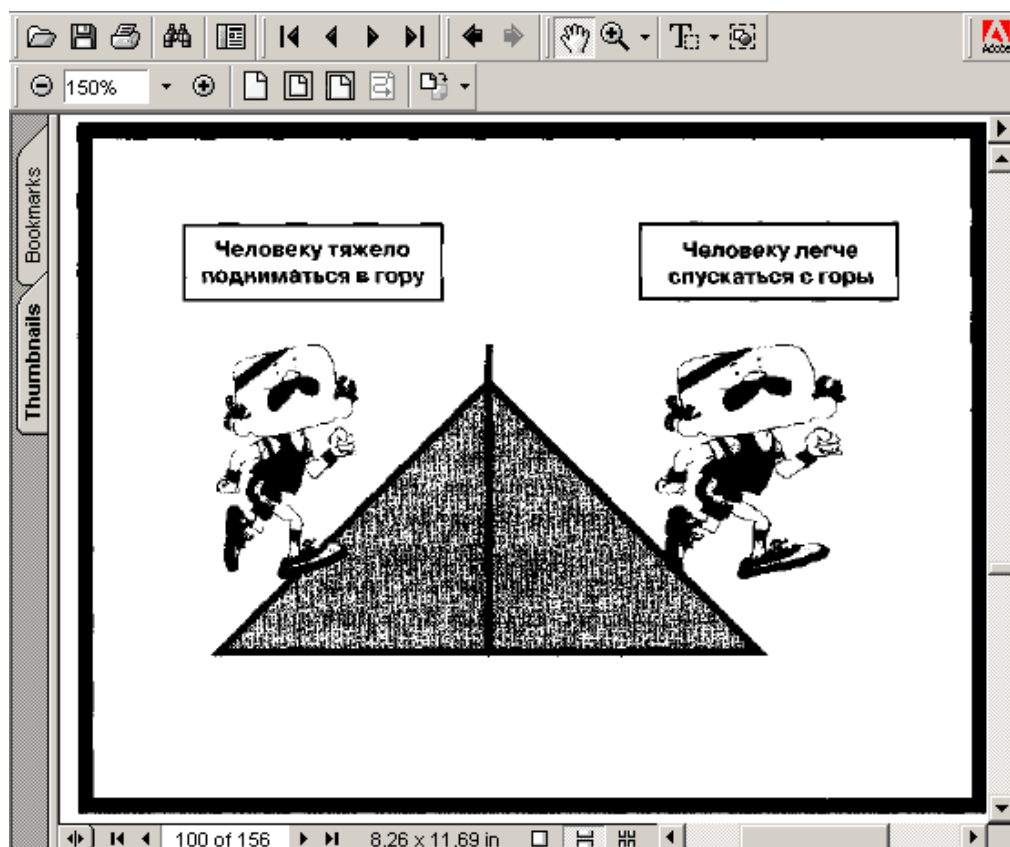 Adobe
150%
Bookmarks
Thumbnails
Человеку тяжело
подниматься в гору
Человеку легче
спускаться с горы
100 of 156
8,26 x 11,69 in